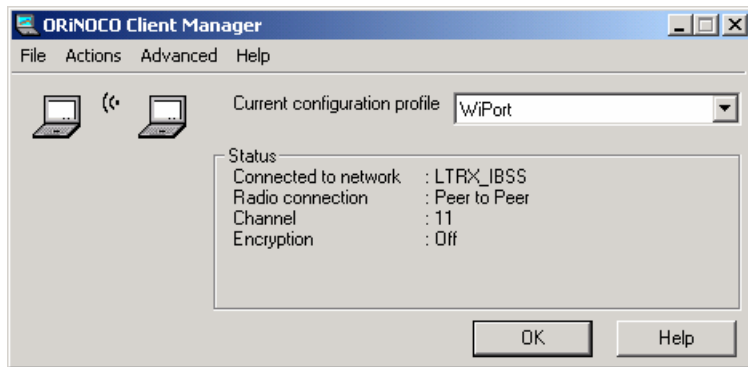 ORiNOCO Client Manager
File Actions Advanced Help
Current configuration profile WiPort
Status
Connected to network : LTRX_IBSS
Radio connection : Peer to Peer
Channel : 11
Encryption : Off
OK Help